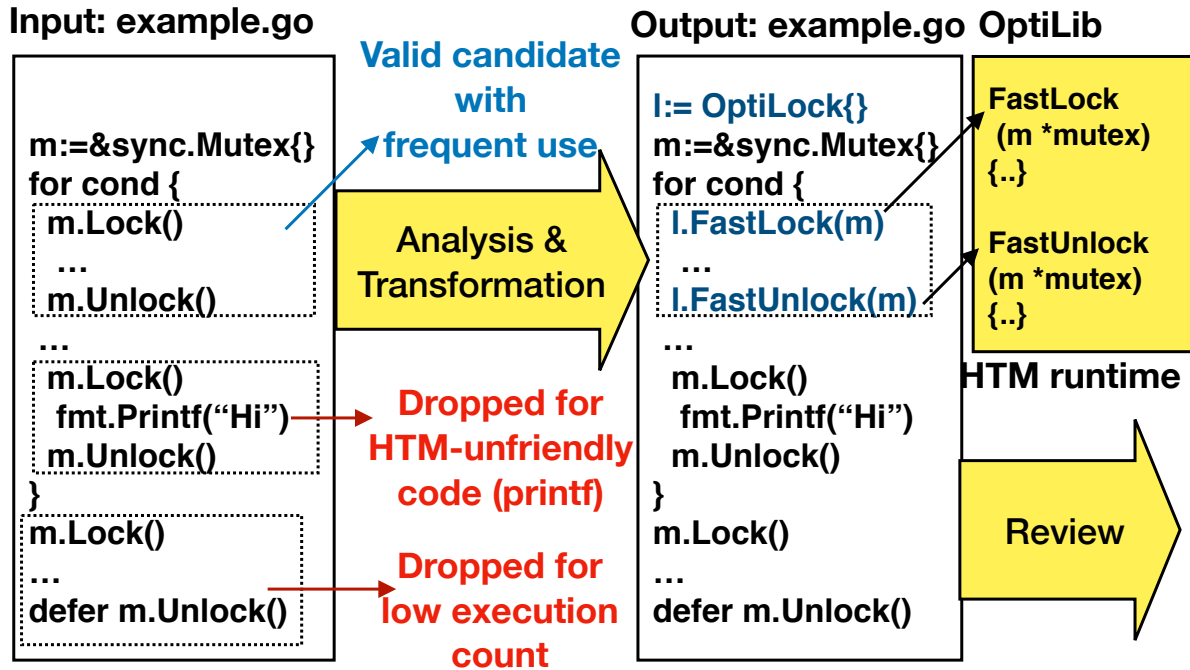 Input: example.go
m:=&sync.Mutex{}
for cond {
m.Lock()
…
m.Unlock()
…
m.Lock()
fmt.Printf(“Hi”)
m.Unlock()
}
m.Lock()
…
defer m.Unlock()
Valid candidate
with
frequent use
Analysis &
Transformation
Dropped for
HTM-unfriendly
code (printf)
Dropped for
low execution
count
Output: example.go
l:= OptiLock{}
m:=&sync.Mutex{}
for cond {
l.FastLock(m)
…
l.FastUnlock(m)
…
m.Lock()
fmt.Printf(“Hi”)
m.Unlock()
}
m.Lock()
…
defer m.Unlock()
OptiLib
FastLock
(m *mutex)
{..}
FastUnlock
(m *mutex)
{..}
HTM runtime
Review